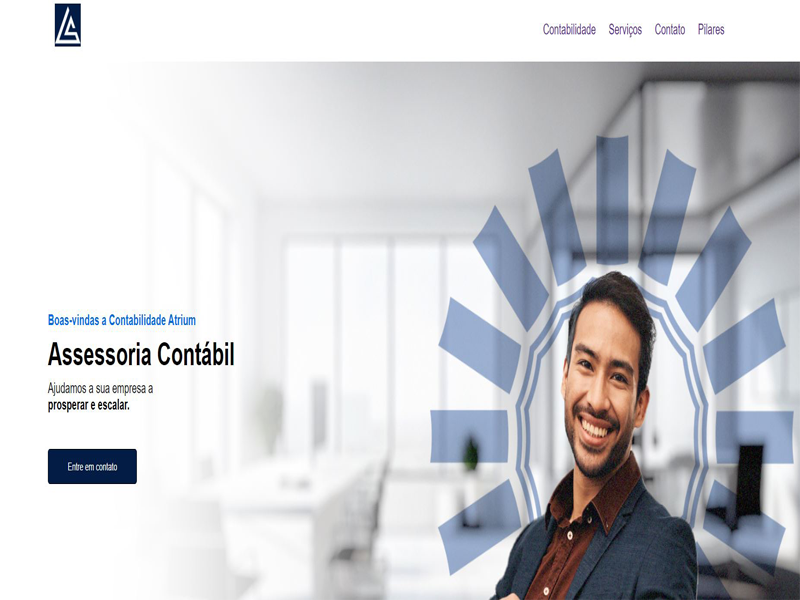 Contabilidade Serviços Contato Pilares
Boas-vindas a Contabilidade Atrium
Assessoria Contábil
Ajudamos a sua empresa a
prosperar e escalar.
Entre em contato